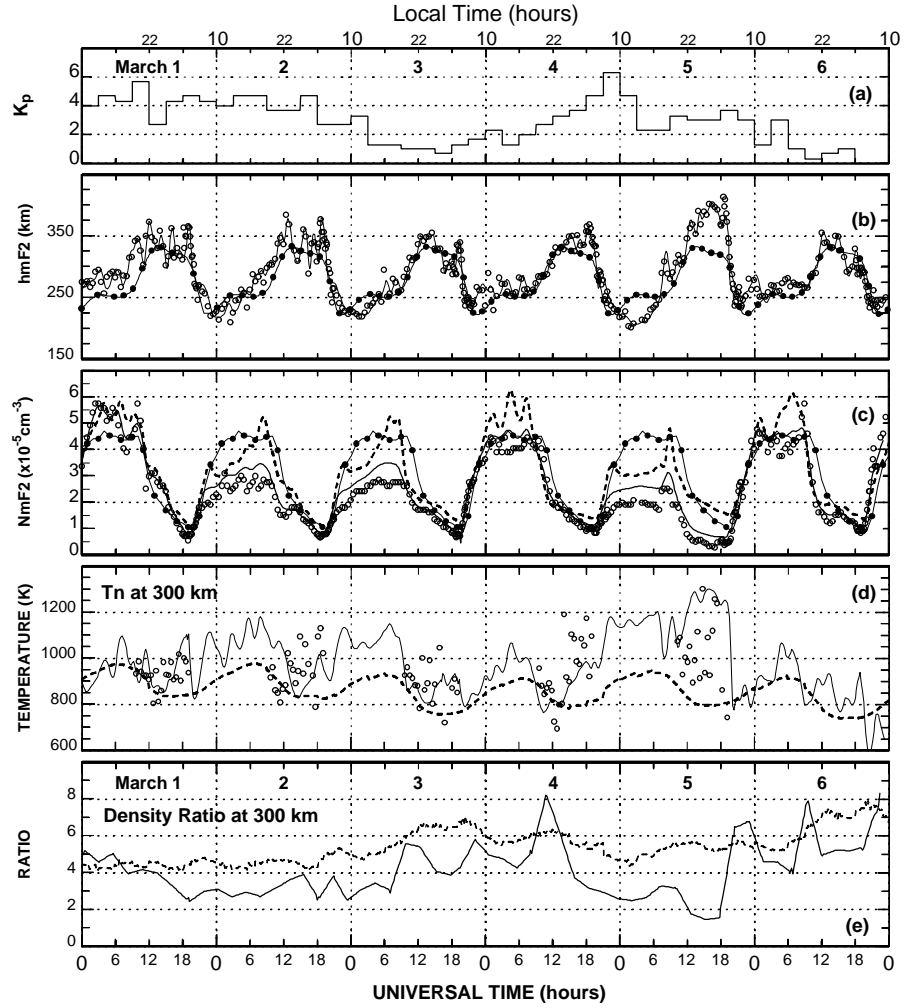 Local Time (hours)
10 22 10 22 10 22 10 22 10 22 10 22 10
March 1 2 3 4 5 6
(a)
Kp
6
4
2
0
(b)
hmF2 (km)
350
250
150
(c)
NmF2 (x10⁻⁵cm⁻³)
6
5
4
3
2
1
0
Tn at 300 km
(d)
TEMPERATURE (K)
1200
1000
800
600
March 1 2 3 4 5 6
Density Ratio at 300 km
(e)
RATIO
8
6
4
2
0
0 6 12 18 0 6 12 18 0 6 12 18 0 6 12 18 0 6 12 18 0 6 12 18 0
UNIVERSAL TIME (hours)